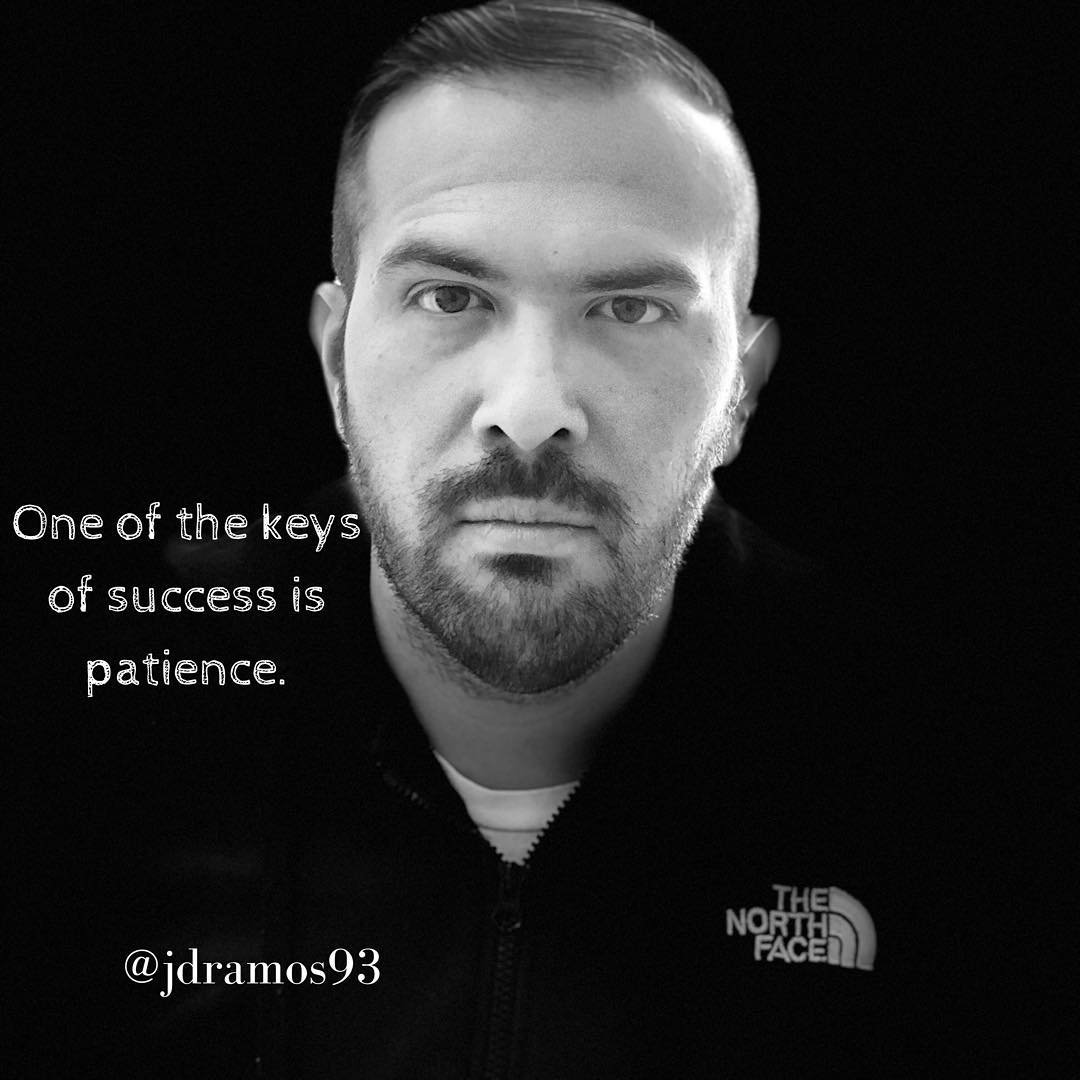 One of the keys
of success is
patience.
THE
NORTH
FACE
@jdramos93